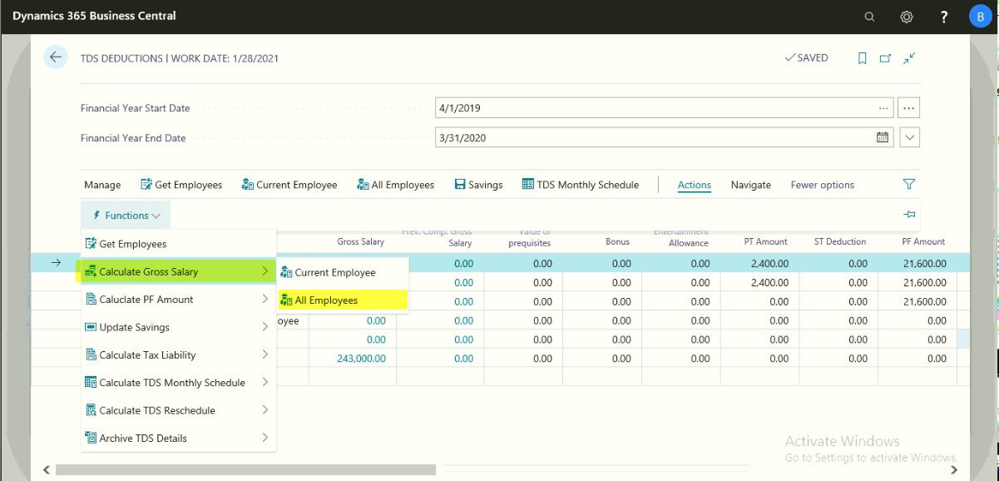 Dynamics 365 Business Central
?
B
TDS DEDUCTIONS | WORK DATE: 1/28/2021
SAVED
Financial Year Start Date
4/1/2019
Financial Year End Date
3/31/2020
Manage Get Employees Current Employee All Employees Savings TDS Monthly Schedule Actions Navigate Fewer options
Functions
Prev. Comp. Gross Value of Entertainment
Gross Salary Salary prequisites Bonus Allowance PT Amount ST Deduction PF Amount
Get Employees
0.00 0.00 0.00 0.00 2,400.00 0.00 21,600.00
Calculate Gross Salary
Current Employee
0.00 0.00 0.00 0.00 2,400.00 0.00 21,600.00
Caluclate PF Amount
All Employees
0.00 0.00 0.00 0.00 0.00 0.00 21,600.00
oyee 0.00 0.00 0.00 0.00 0.00 0.00 0.00 0.00
Update Savings
0.00 0.00 0.00 0.00 0.00 0.00 0.00 0.00
Calculate Tax Liability
243,000.00 0.00 0.00 0.00 0.00 0.00 0.00 0.00
Calculate TDS Monthly Schedule
Calculate TDS Reschedule
Archive TDS Details
Activate Windows
Go to Settings to activate Windows.